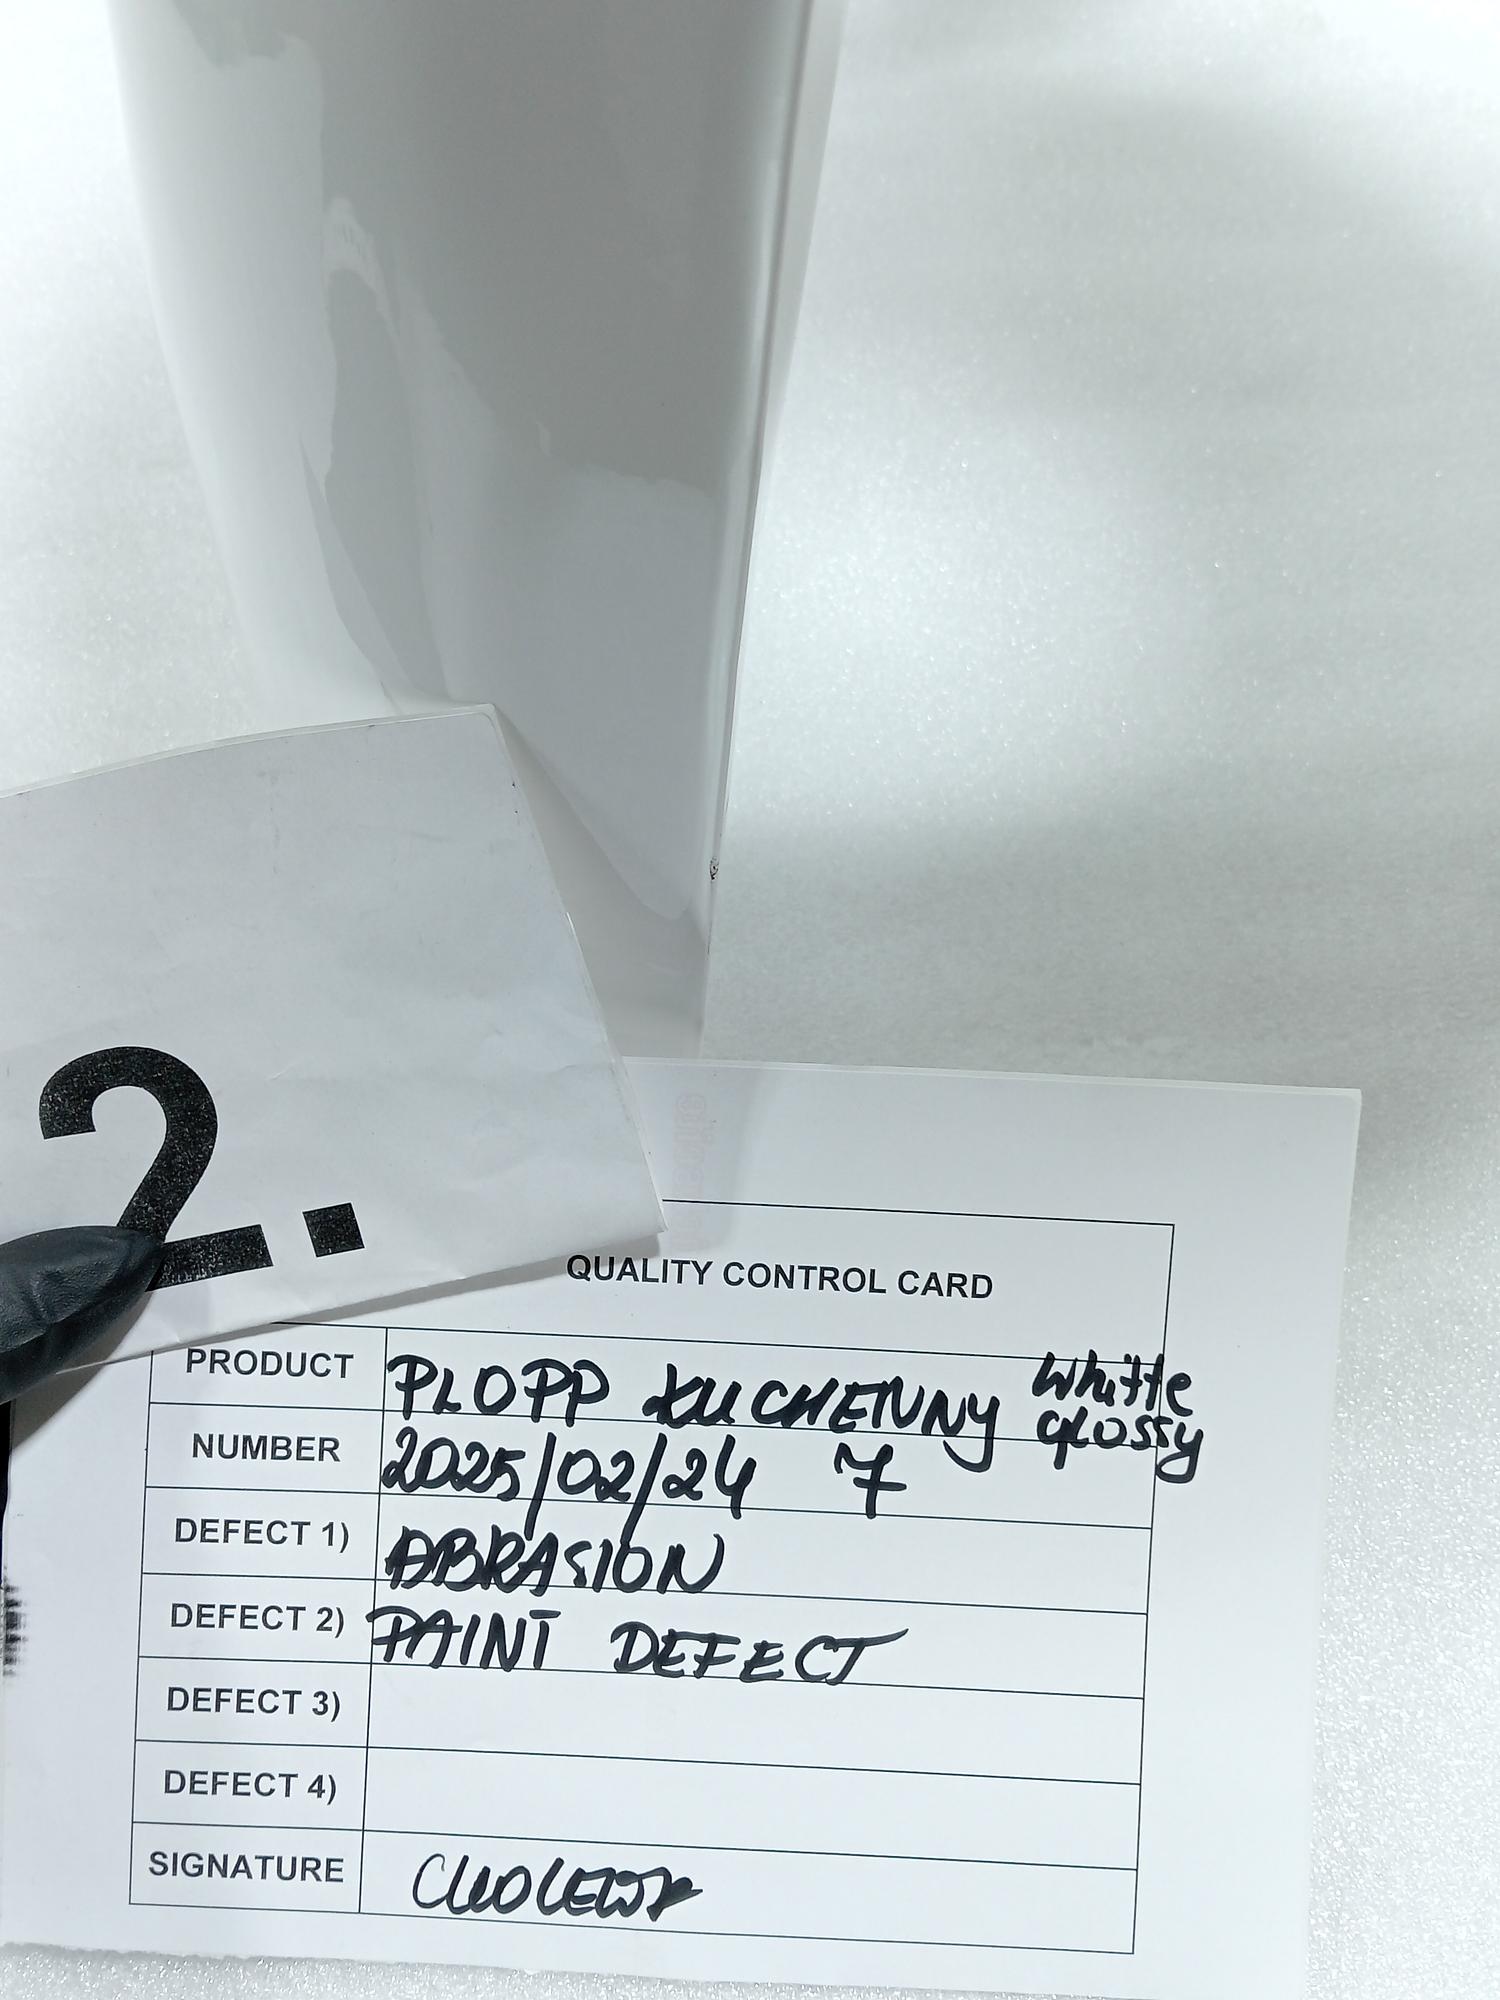 2.
QUALITY CONTROL CARD
PRODUCT PLOPP KUCHENNY whitte glossy
NUMBER 2025/02/24 7
DEFECT 1) ABRASION
DEFECT 2) PAINT DEFECT
DEFECT 3)
DEFECT 4)
SIGNATURE